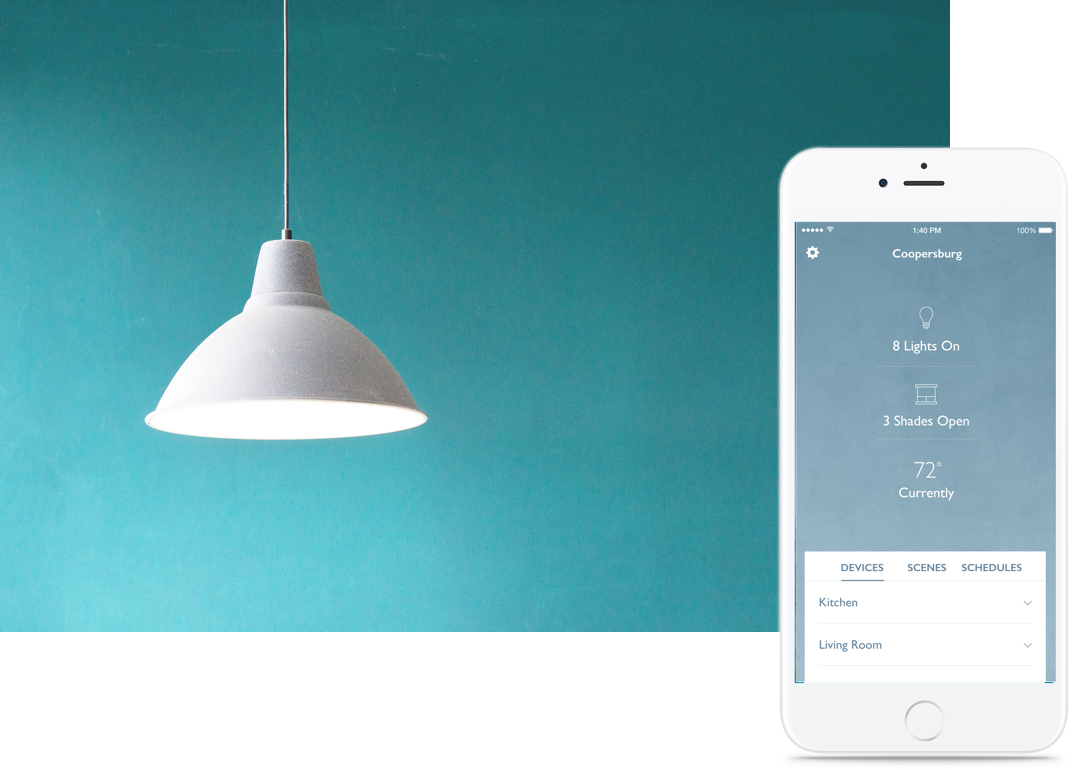 1:40 PM
100%
Coopersburg
8 Lights On
3 Shades Open
72°
Currently
DEVICES SCENES SCHEDULES
Kitchen
Living Room